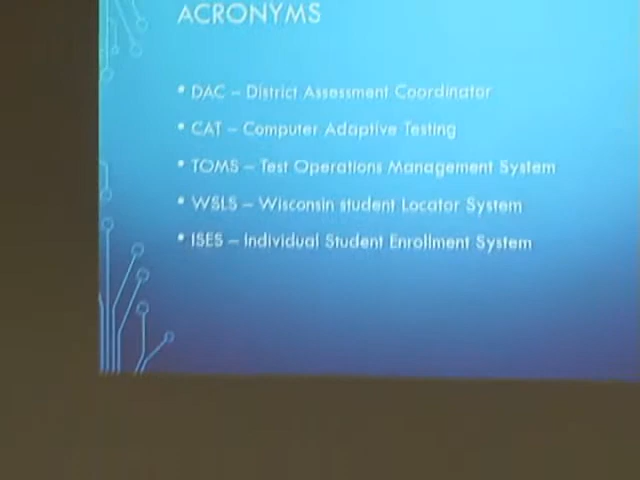 ACRONYMS
• DAC – District Assessment Coordinator
• CAT – Computer Adaptive Testing
• TOMS – Test Operations Management System
• WSLS – Wisconsin student Locator System
• ISES – Individual Student Enrollment System